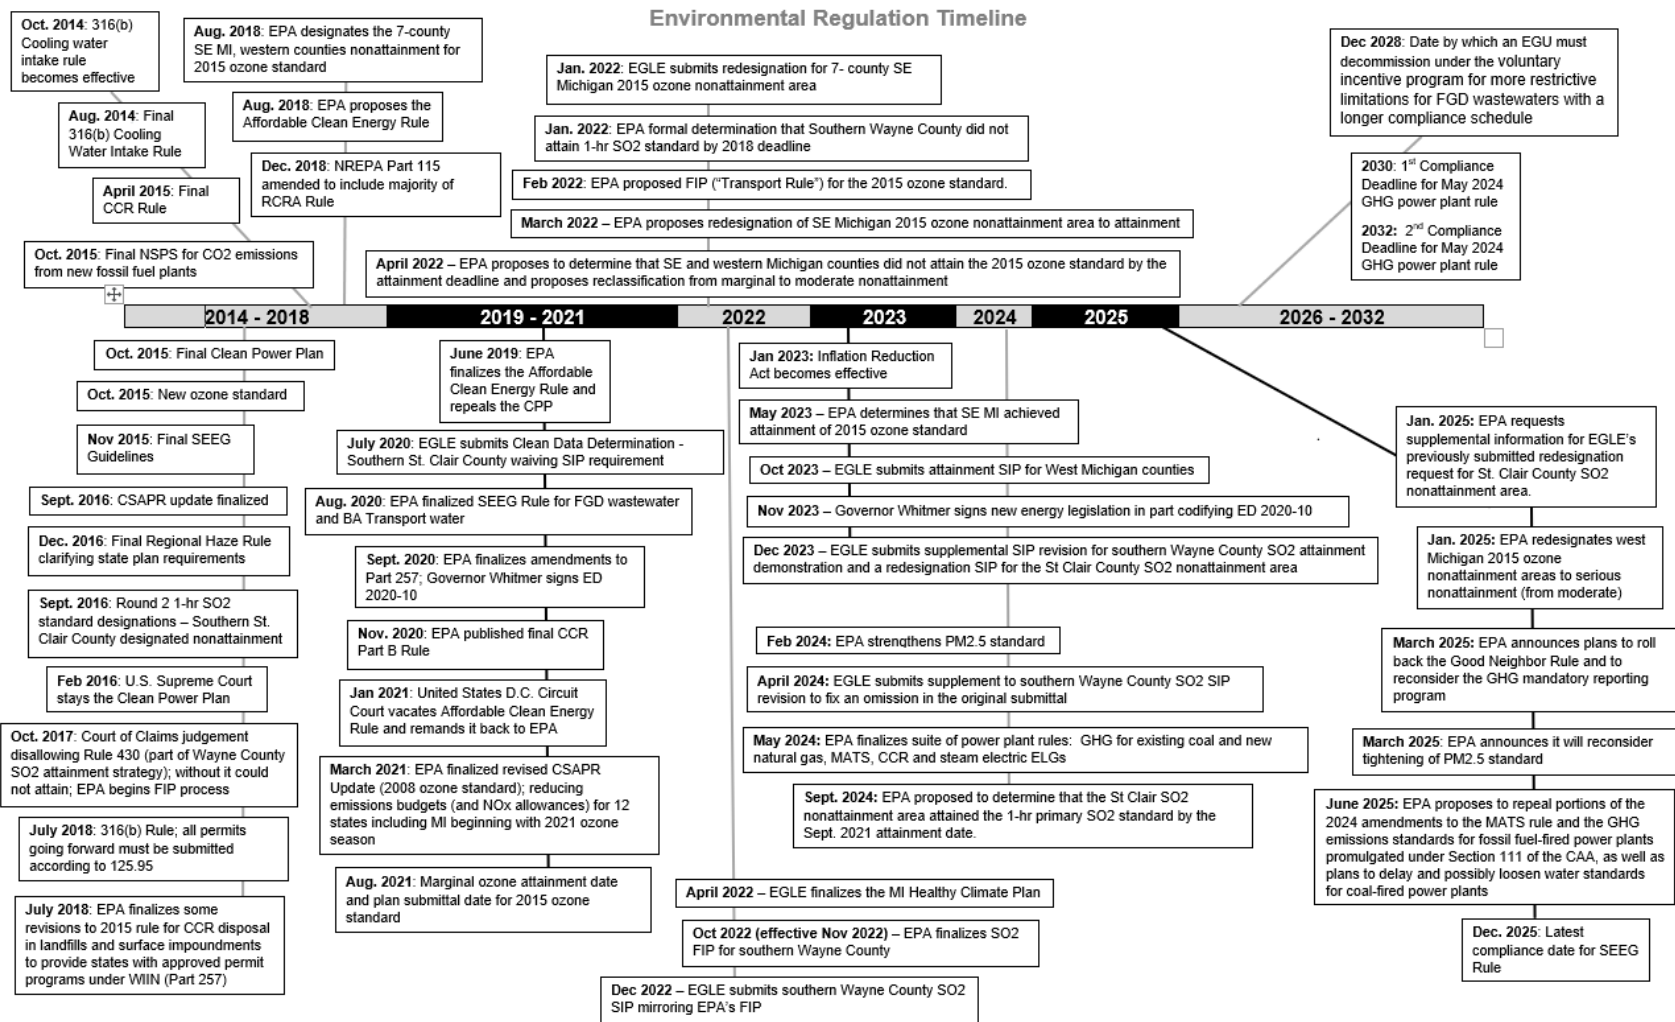 Environmental Regulation Timeline
Oct. 2014: 316(b)
Cooling water
intake rule
becomes effective
Aug. 2014: Final
316(b) Cooling
Water Intake Rule
April 2015: Final
CCR Rule
Oct. 2015: Final NSPS for CO2 emissions
from new fossil fuel plants
Aug. 2018: EPA designates the 7-county
SE MI, western counties nonattainment for
2015 ozone standard
Aug. 2018: EPA proposes the
Affordable Clean Energy Rule
Dec. 2018: NREPA Part 115
amended to include majority of
RCRA Rule
Jan. 2022: EGLE submits redesignation for 7- county SE
Michigan 2015 ozone nonattainment area
Jan. 2022: EPA formal determination that Southern Wayne County did not
attain 1-hr SO2 standard by 2018 deadline
Feb 2022: EPA proposed FIP (“Transport Rule”) for the 2015 ozone standard.
March 2022 – EPA proposes redesignation of SE Michigan 2015 ozone nonattainment area to attainment
April 2022 – EPA proposes to determine that SE and western Michigan counties did not attain the 2015 ozone standard by the
attainment deadline and proposes reclassification from marginal to moderate nonattainment
Dec 2028: Date by which an EGU must
decommission under the voluntary
incentive program for more restrictive
limitations for FGD wastewaters with a
longer compliance schedule
2030: 1st Compliance
Deadline for May 2024
GHG power plant rule
2032: 2nd Compliance
Deadline for May 2024
GHG power plant rule
2014 - 2018
2019 - 2021
2022
2023
2024
2025
2026 - 2032
Oct. 2015: Final Clean Power Plan
Oct. 2015: New ozone standard
Nov 2015: Final SEEG
Guidelines
Sept. 2016: CSAPR update finalized
Dec. 2016: Final Regional Haze Rule
clarifying state plan requirements
Sept. 2016: Round 2 1-hr SO2
standard designations – Southern St.
Clair County designated nonattainment
Feb 2016: U.S. Supreme Court
stays the Clean Power Plan
Oct. 2017: Court of Claims judgement
disallowing Rule 430 (part of Wayne County
SO2 attainment strategy); without it could
not attain; EPA begins FIP process
July 2018: 316(b) Rule; all permits
going forward must be submitted
according to 125.95
July 2018: EPA finalizes some
revisions to 2015 rule for CCR disposal
in landfills and surface impoundments
to provide states with approved permit
programs under WIIN (Part 257)
June 2019: EPA
finalizes the Affordable
Clean Energy Rule and
repeals the CPP
July 2020: EGLE submits Clean Data Determination -
Southern St. Clair County waiving SIP requirement
Aug. 2020: EPA finalized SEEG Rule for FGD wastewater
and BA Transport water
Sept. 2020: EPA finalizes amendments to
Part 257; Governor Whitmer signs ED
2020-10
Nov. 2020: EPA published final CCR
Part B Rule
Jan 2021: United States D.C. Circuit
Court vacates Affordable Clean Energy
Rule and remands it back to EPA
March 2021: EPA finalized revised CSAPR
Update (2008 ozone standard); reducing
emissions budgets (and NOx allowances) for 12
states including MI beginning with 2021 ozone
season
Aug. 2021: Marginal ozone attainment date
and plan submittal date for 2015 ozone
standard
April 2022 – EGLE finalizes the MI Healthy Climate Plan
Oct 2022 (effective Nov 2022) – EPA finalizes SO2
FIP for southern Wayne County
Dec 2022 – EGLE submits southern Wayne County SO2
SIP mirroring EPA's FIP
Jan 2023: Inflation Reduction
Act becomes effective
May 2023 – EPA determines that SE MI achieved
attainment of 2015 ozone standard
Oct 2023 – EGLE submits attainment SIP for West Michigan counties
Nov 2023 – Governor Whitmer signs new energy legislation in part codifying ED 2020-10
Dec 2023 – EGLE submits supplemental SIP revision for southern Wayne County SO2 attainment
demonstration and a redesignation SIP for the St Clair County SO2 nonattainment area
Feb 2024: EPA strengthens PM2.5 standard
April 2024: EGLE submits supplement to southern Wayne County SO2 SIP
revision to fix an omission in the original submittal
May 2024: EPA finalizes suite of power plant rules: GHG for existing coal and new
natural gas, MATS, CCR and steam electric ELGs
Sept. 2024: EPA proposed to determine that the St Clair SO2
nonattainment area attained the 1-hr primary SO2 standard by the
Sept. 2021 attainment date.
Jan. 2025: EPA requests
supplemental information for EGLE's
previously submitted redesignation
request for St. Clair County SO2
nonattainment area.
Jan. 2025: EPA redesignates west
Michigan 2015 ozone
nonattainment areas to serious
nonattainment (from moderate)
March 2025: EPA announces plans to roll
back the Good Neighbor Rule and to
reconsider the GHG mandatory reporting
program
March 2025: EPA announces it will reconsider
tightening of PM2.5 standard
June 2025: EPA proposes to repeal portions of the
2024 amendments to the MATS rule and the GHG
emissions standards for fossil fuel-fired power plants
promulgated under Section 111 of the CAA, as well as
plans to delay and possibly loosen water standards
for coal-fired power plants
Dec. 2025: Latest
compliance date for SEEG
Rule